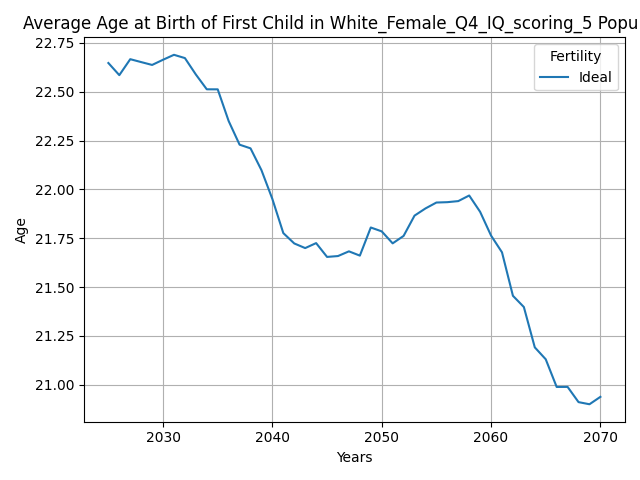 Average Age at Birth of First Child in White_Female_Q4_IQ_scoring_5 Popu
Fertility
Ideal
22.75
22.50
22.25
22.00
21.75
21.50
21.25
21.00
Age
2030 2040 2050 2060 2070
Years